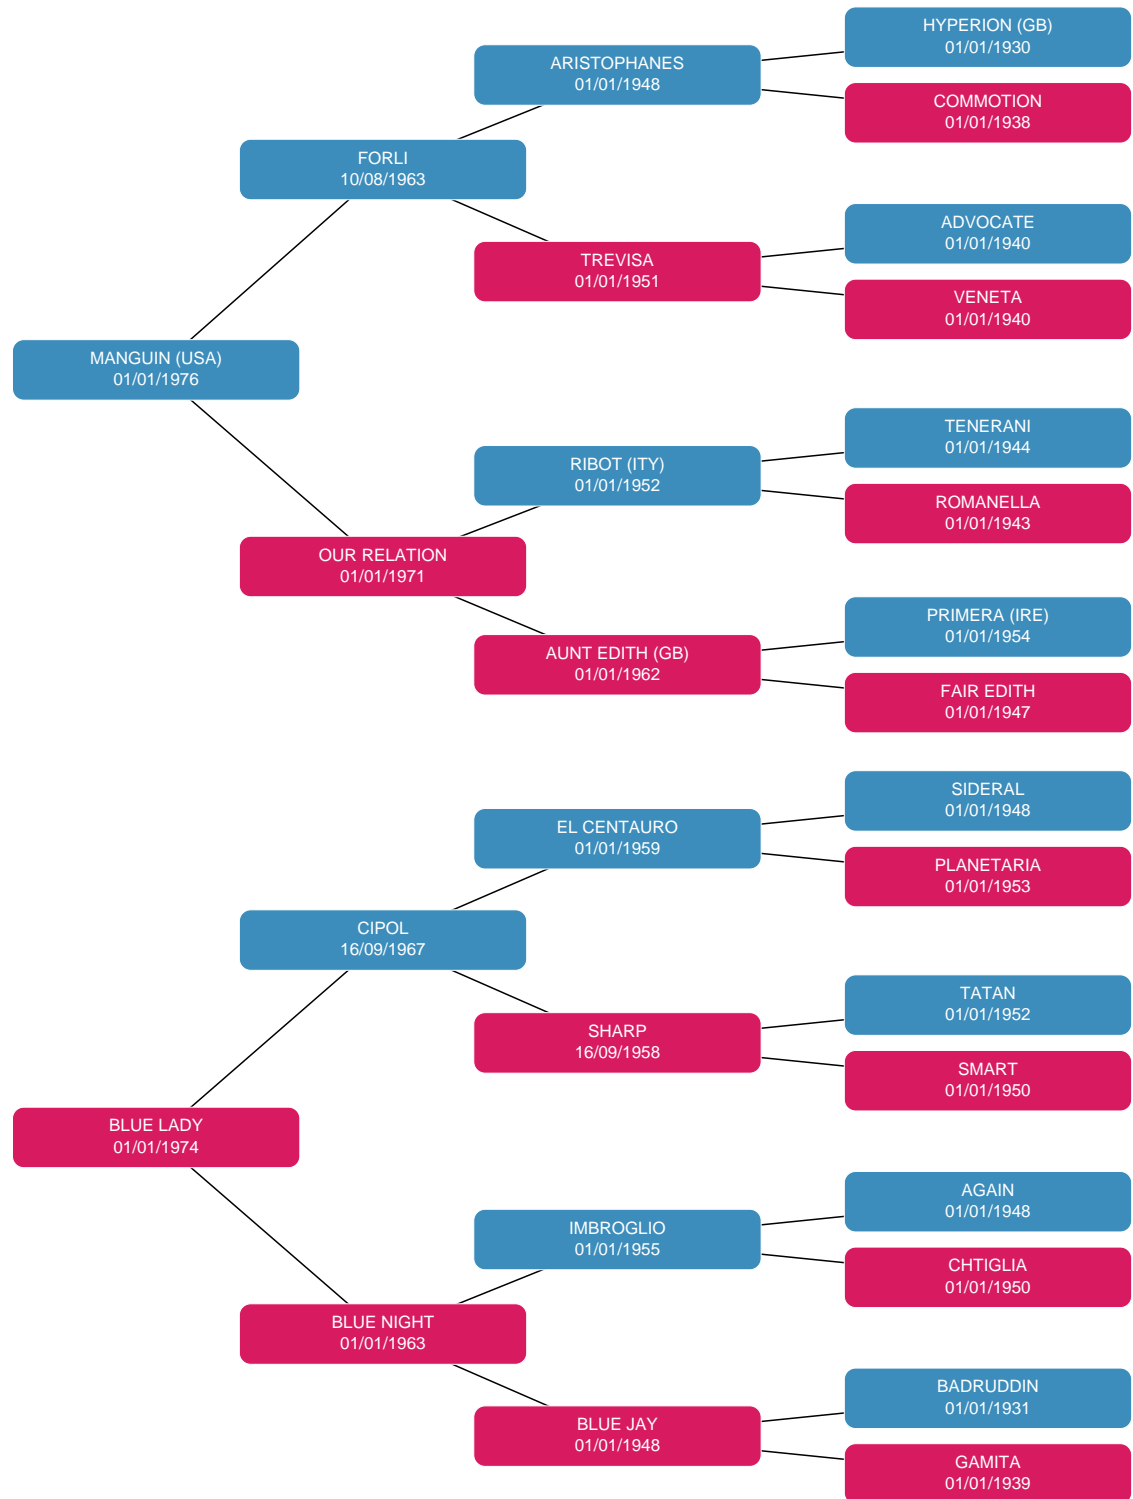 HYPERION (GB)
01/01/1930
ARISTOPHANES
01/01/1948
COMMOTION
01/01/1938
FORLI
10/08/1963
ADVOCATE
01/01/1940
TREVISA
01/01/1951
VENETA
01/01/1940
MANGUIN (USA)
01/01/1976
TENERANI
01/01/1944
RIBOT (ITY)
01/01/1952
ROMANELLA
01/01/1943
OUR RELATION
01/01/1971
PRIMERA (IRE)
01/01/1954
AUNT EDITH (GB)
01/01/1962
FAIR EDITH
01/01/1947
SIDERAL
01/01/1948
EL CENTAURO
01/01/1959
PLANETARIA
01/01/1953
CIPOL
16/09/1967
TATAN
01/01/1952
SHARP
16/09/1958
SMART
01/01/1950
BLUE LADY
01/01/1974
AGAIN
01/01/1948
IMBROGLIO
01/01/1955
CHTIGLIA
01/01/1950
BLUE NIGHT
01/01/1963
BADRUDDIN
01/01/1931
BLUE JAY
01/01/1948
GAMITA
01/01/1939